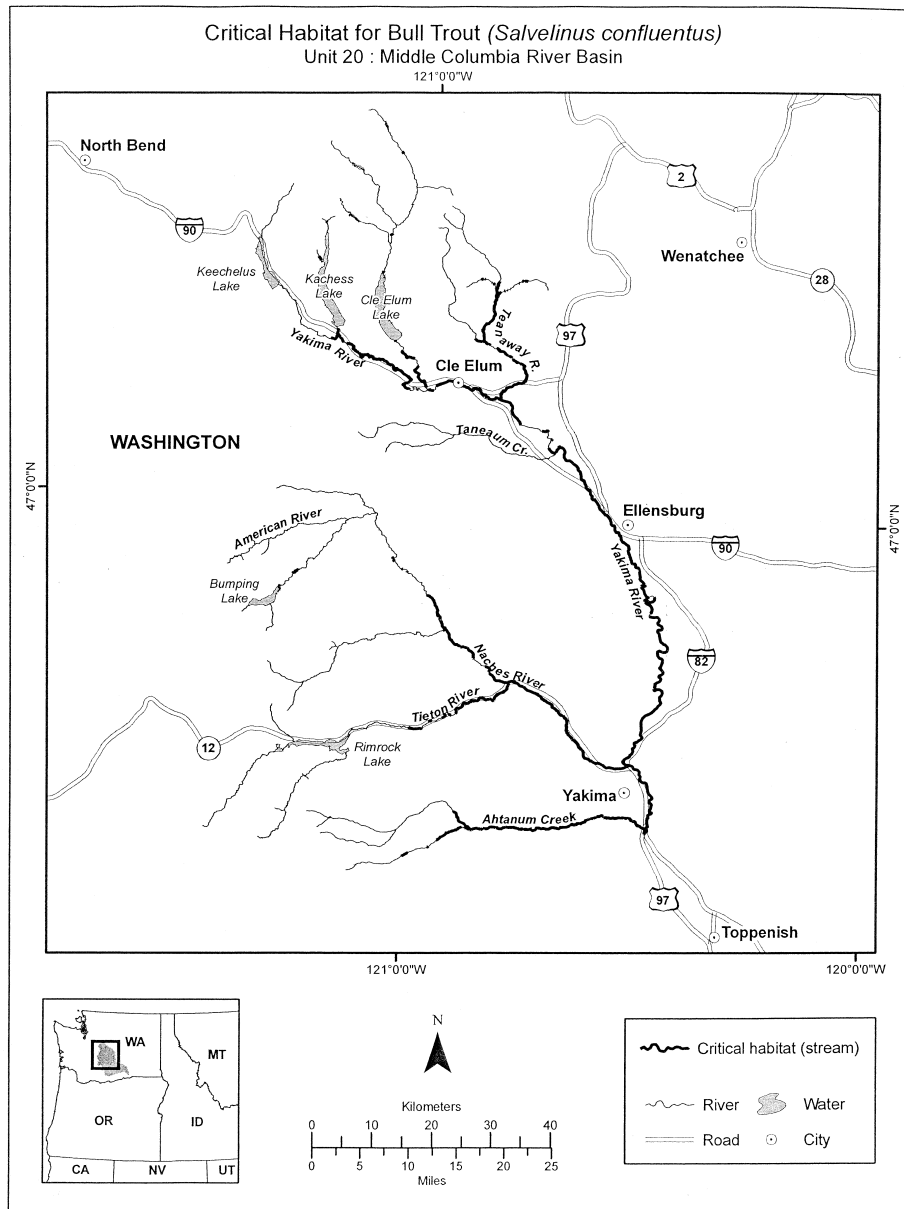 Critical Habitat for Bull Trout (Salvelinus confluentus)
Unit 20 : Middle Columbia River Basin
121°0'0"W
North Bend
2
90
Wenatchee
Keechelus
Lake
Kachess
Lake
Cle Elum
Lake
28
97
Teanaway R.
Yakima River
Cle Elum
WASHINGTON
Taneaum Cr.
47°0'0"N
47°0'0"N
American River
Ellensburg
90
Bumping
Lake
Yakima River
82
Naches River
Tieton River
12
Rimrock
Lake
Yakima
Ahtanum Creek
97
Toppenish
121°0'0"W
120°0'0"W
WA
MT
OR
ID
CA
NV
UT
N
Kilometers
0 10 20 30 40
0 5 10 15 20 25
Miles
Critical habitat (stream)
River
Water
Road
City